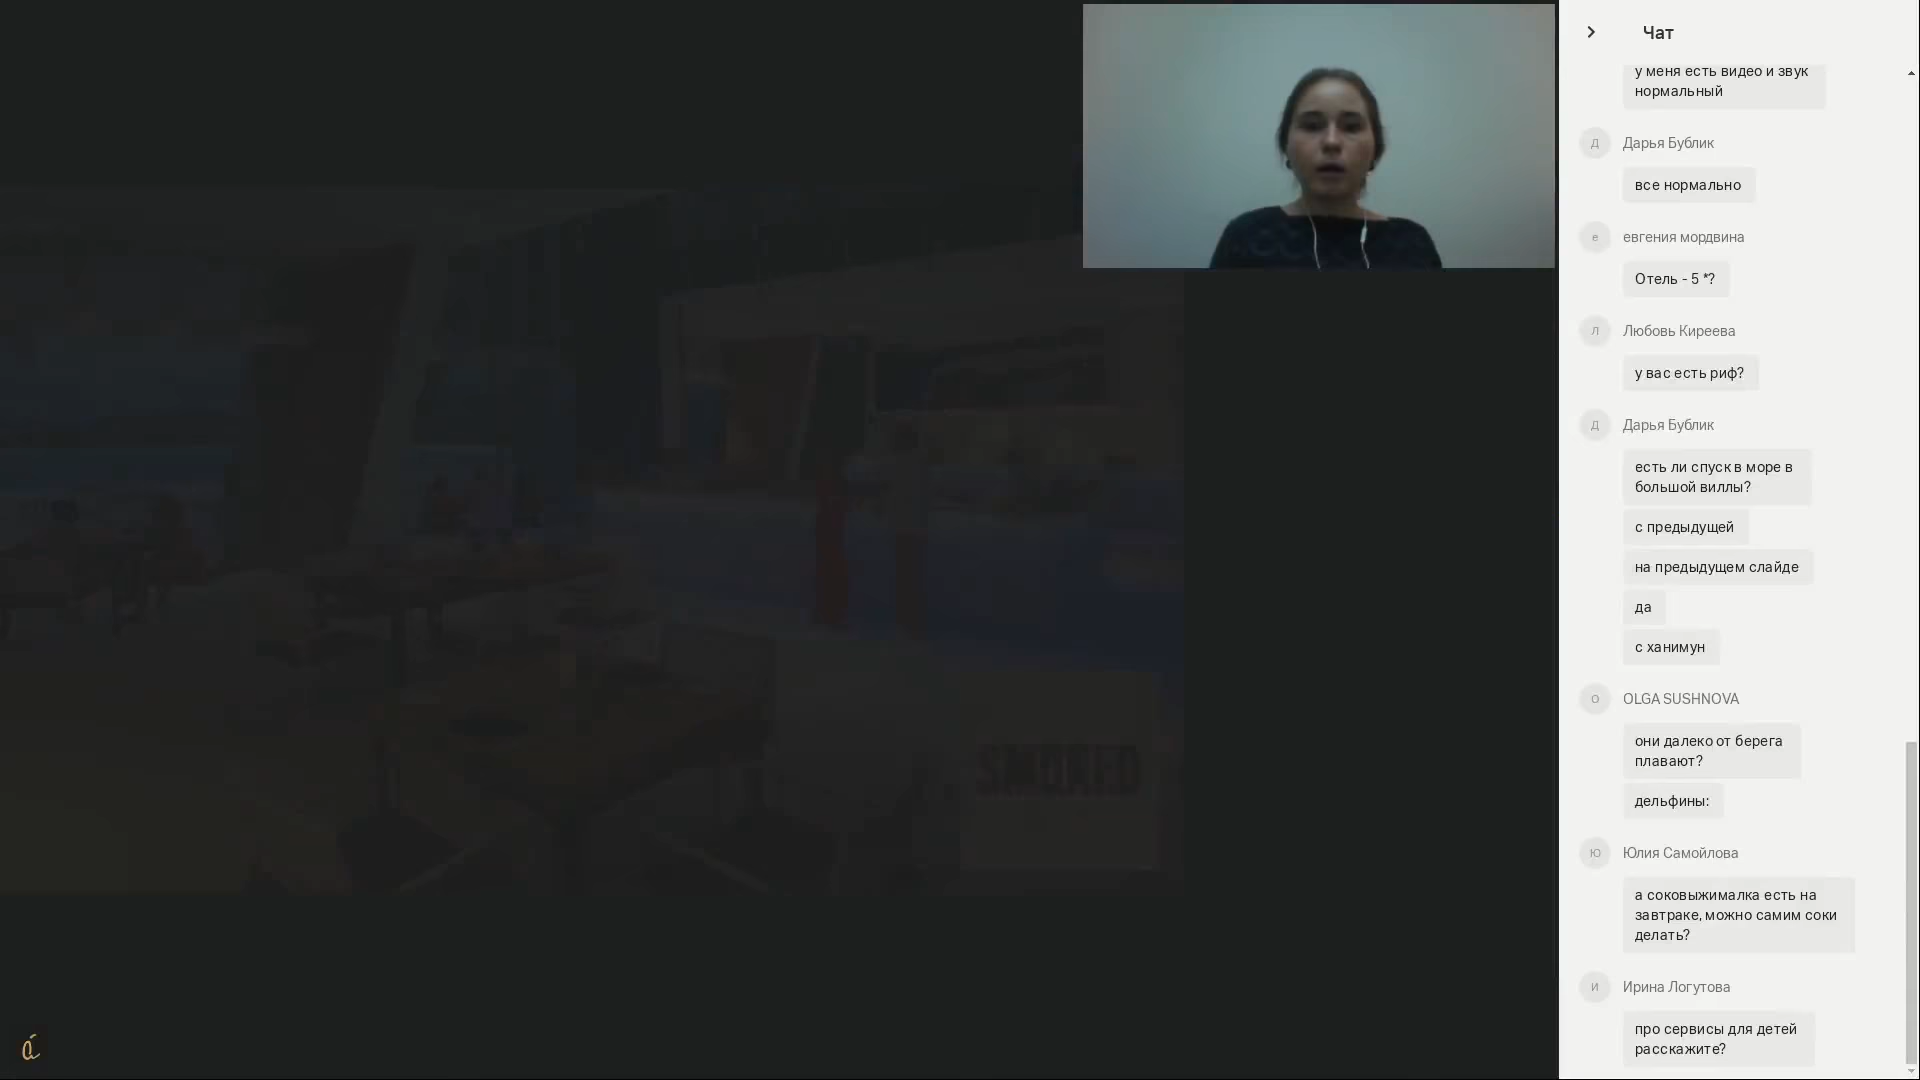 Чат
у меня есть видео и звук
нормальный
Д
Дарья Бублик
все нормально
е
евгения мордвина
Отель - 5 *?
Л
Любовь Киреева
у вас есть риф?
Д
Дарья Бублик
есть ли спуск в море в
большой виллы?
с предыдущей
на предыдущем слайде
да
с ханимун
O
OLGA SUSHNOVA
они далеко от берега
плавают?
дельфины:
Ю
Юлия Самойлова
а соковыжималка есть на
завтраке, можно самим соки
делать?
И
Ирина Логутова
про сервисы для детей
расскажите?
SMOKED
á